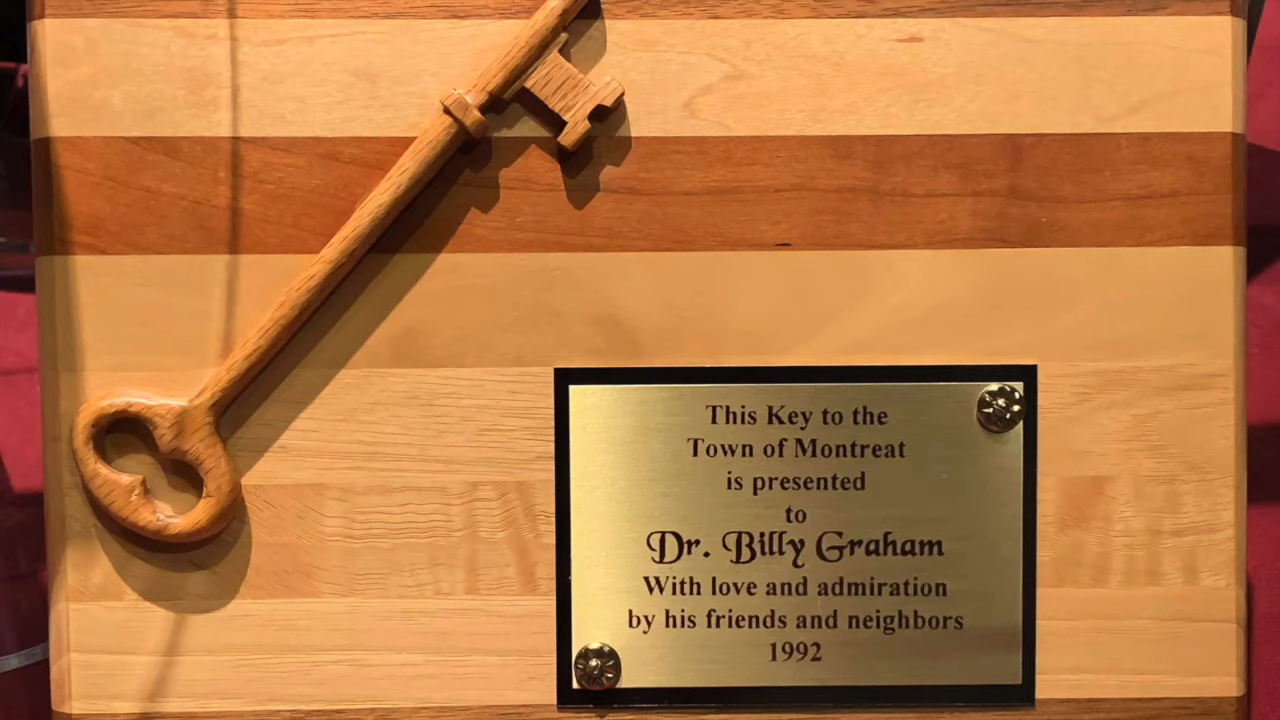 This Key to the
Town of Montreat
is presented
to
Dr. Billy Graham
With love and admiration
by his friends and neighbors
1992